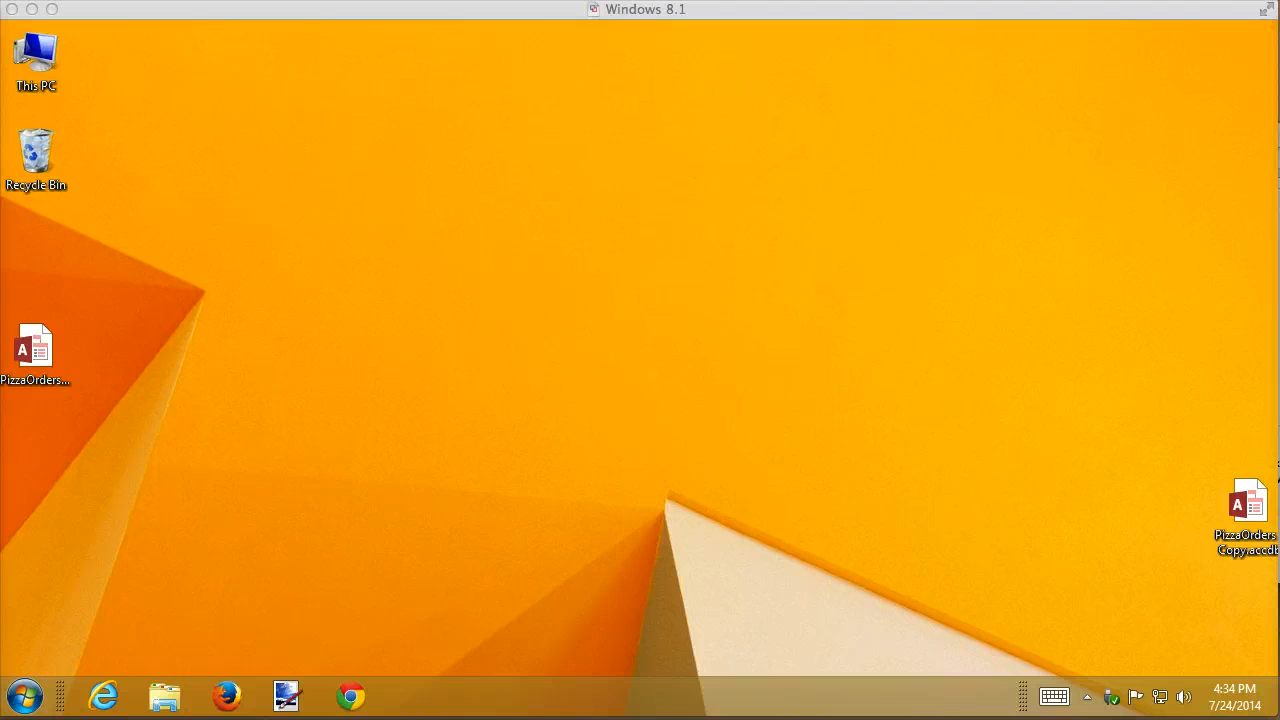 Windows 8.1
This PC
Recycle Bin
PizzaOrders...
PizzaOrders
Copy.accdb
4:34 PM
7/24/2014